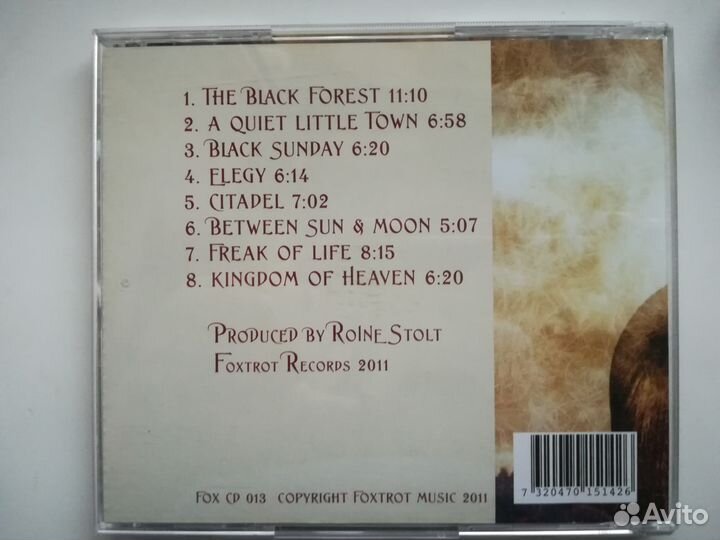 1. The Black Forest 11:10
2. A Quiet Little Town 6:58
3. Black Sunday 6:20
4. Elegy 6:14
5. Citadel 7:02
6. Between Sun & Moon 5:07
7. Freak of Life 8:15
8. Kingdom of Heaven 6:20
Produced by RoIne Stolt
Foxtrot Records 2011
Fox CD 013 Copyright Foxtrot Music 2011
7 320470 151426
Avito